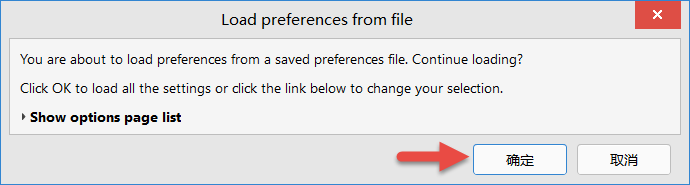 Load preferences from file
You are about to load preferences from a saved preferences file. Continue loading?
Click OK to load all the settings or click the link below to change your selection.
Show options page list
确定
取消